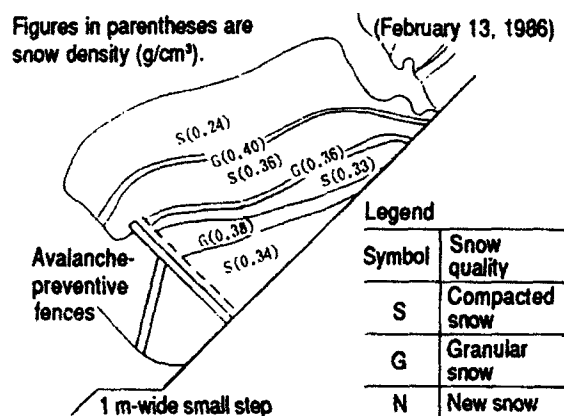 Figures in parentheses are
snow density (g/cm³).
(February 13, 1986)
S(0.24)
G(0.40)
S(0.36)
G(0.36)
S(0.33)
G(0.38)
S(0.34)
Avalanche-
preventive
fences
1 m-wide small step
Legend
Symbol Snow quality
S Compacted snow
G Granular snow
N New snow